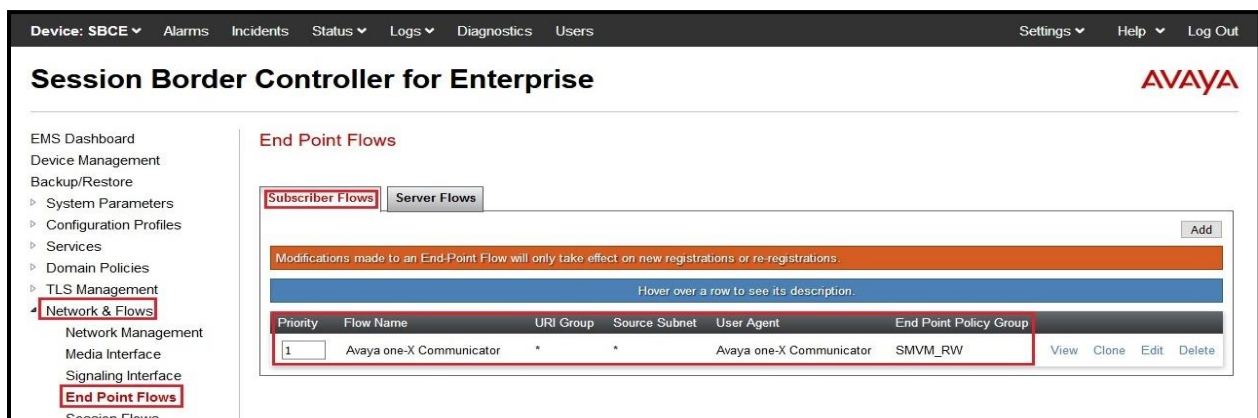 Device: SBCE Alarms Incidents Status Logs Diagnostics Users Settings Help Log Out
Session Border Controller for Enterprise
AVAYA
EMS Dashboard
Device Management
Backup/Restore
System Parameters
Configuration Profiles
Services
Domain Policies
TLS Management
Network & Flows
Network Management
Media Interface
Signaling Interface
End Point Flows
Session Flows
End Point Flows
Subscriber Flows Server Flows
Add
Modifications made to an End-Point Flow will only take effect on new registrations or re-registrations.
Hover over a row to see its description.
Priority Flow Name URI Group Source Subnet User Agent End Point Policy Group
1 Avaya one-X Communicator * * Avaya one-X Communicator SMVM_RW View Clone Edit Delete